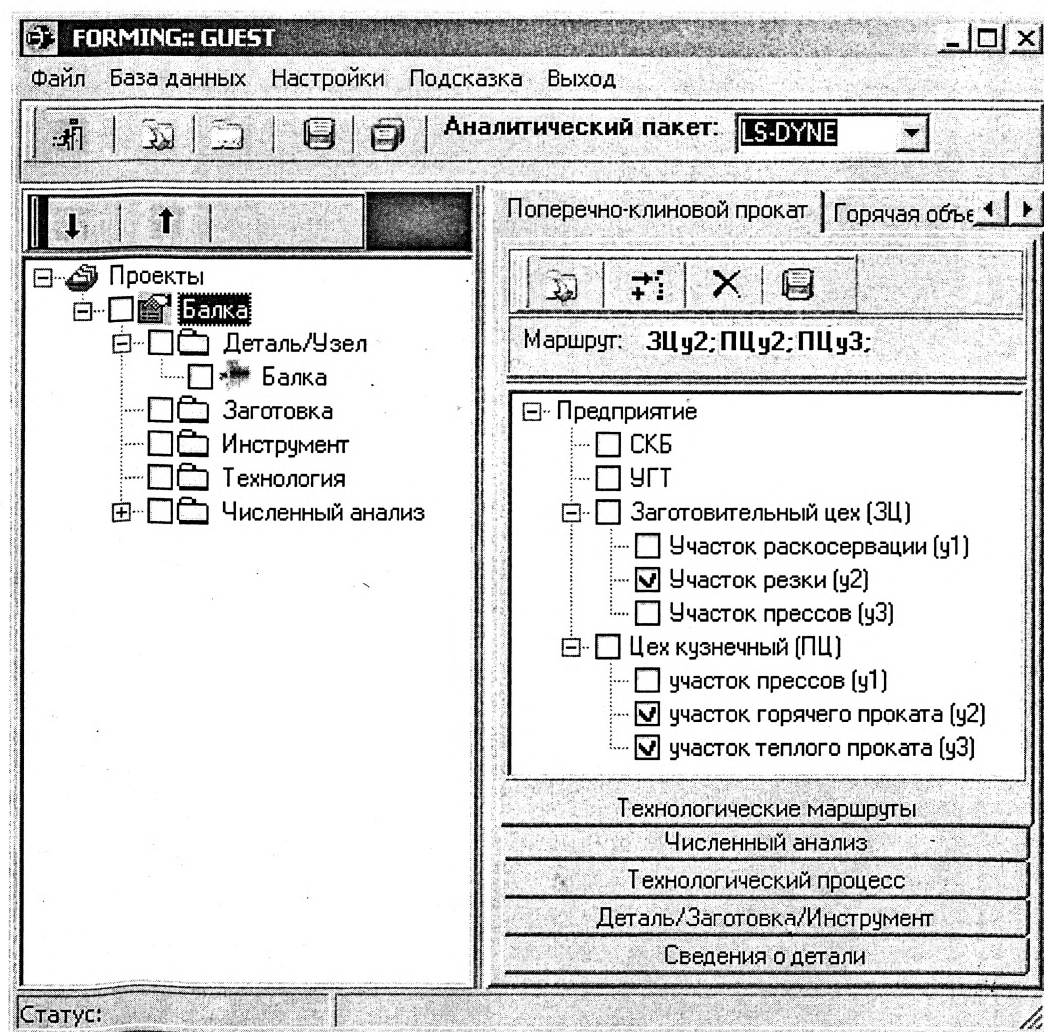 FORMING:: GUEST
Файл База данных Настройки Подсказка Выход
Аналитический пакет: LS-DYNE
Поперечно-клиновой прокат Горячая объе
Проекты
Балка
Деталь/Узел
Балка
Заготовка
Инструмент
Технология
Численный анализ
Маршрут: ЗЦу2; ПЦу2; ПЦу3;
Предприятие
СКБ
УГТ
Заготовительный цех (ЗЦ)
Участок раскосервации (у1)
Участок резки (у2)
Участок прессов (у3)
Цех кузнечный (ПЦ)
участок прессов (у1)
участок горячего проката (у2)
участок теплого проката (у3)
Технологические маршруты
Численный анализ
Технологический процесс
Деталь/Заготовка/Инструмент
Сведения о детали
Статус: